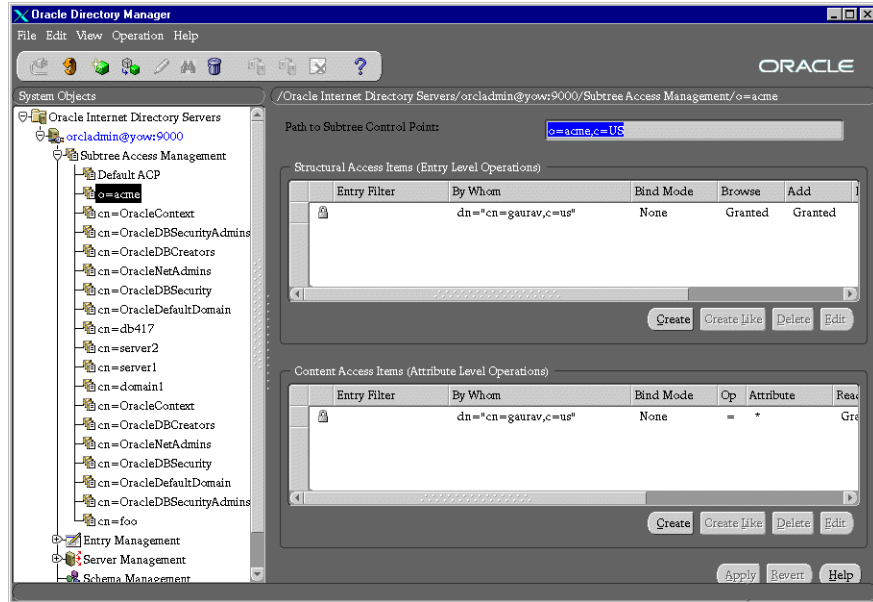 Oracle Directory Manager
File Edit View Operation Help
ORACLE
System Objects
/Oracle Internet Directory Servers/orcladmin@yow:9000/Subtree Access Management/o=acme
Oracle Internet Directory Servers
orcladmin@yow:9000
Subtree Access Management
Default ACP
o=acme
cn=OracleContext
cn=OracleDBSecurityAdmins
cn=OracleDBCreators
cn=OracleNetAdmins
cn=OracleDBSecurity
cn=OracleDefaultDomain
cn=db417
cn=server2
cn=server1
cn=domain1
cn=OracleContext
cn=OracleDBCreators
cn=OracleNetAdmins
cn=OracleDBSecurity
cn=OracleDefaultDomain
cn=OracleDBSecurityAdmins
cn=foo
Entry Management
Server Management
Schema Management
Path to Subtree Control Point: o=acme,c=US
Structural Access Items (Entry Level Operations)
Entry Filter By Whom Bind Mode Browse Add
dn="cn=gaurav,c=us" None Granted Granted
Create Create Like Delete Edit
Content Access Items (Attribute Level Operations)
Entry Filter By Whom Bind Mode Op Attribute Read
dn="cn=gaurav,c=us" None = * Gra
Create Create Like Delete Edit
Apply Revert Help